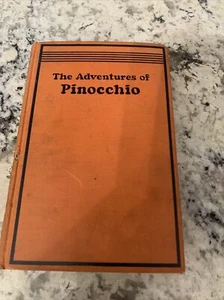 The Adventures of
Pinocchio